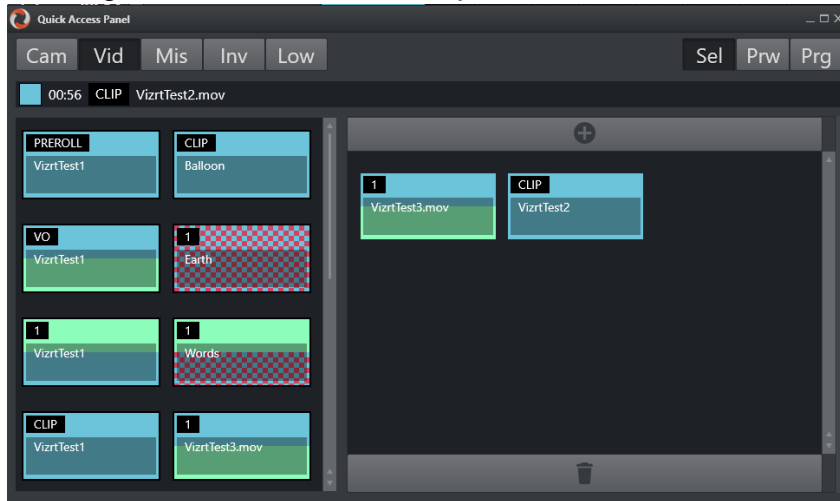 Quick Access Panel
Cam Vid Mis Inv Low Sel Prw Prg
00:56 CLIP VizrtTest2.mov
PREROLL
VizrtTest1
CLIP
Balloon
VO
VizrtTest1
1
Earth
1
VizrtTest1
1
Words
CLIP
VizrtTest1
1
VizrtTest3.mov
1
VizrtTest3.mov
CLIP
VizrtTest2